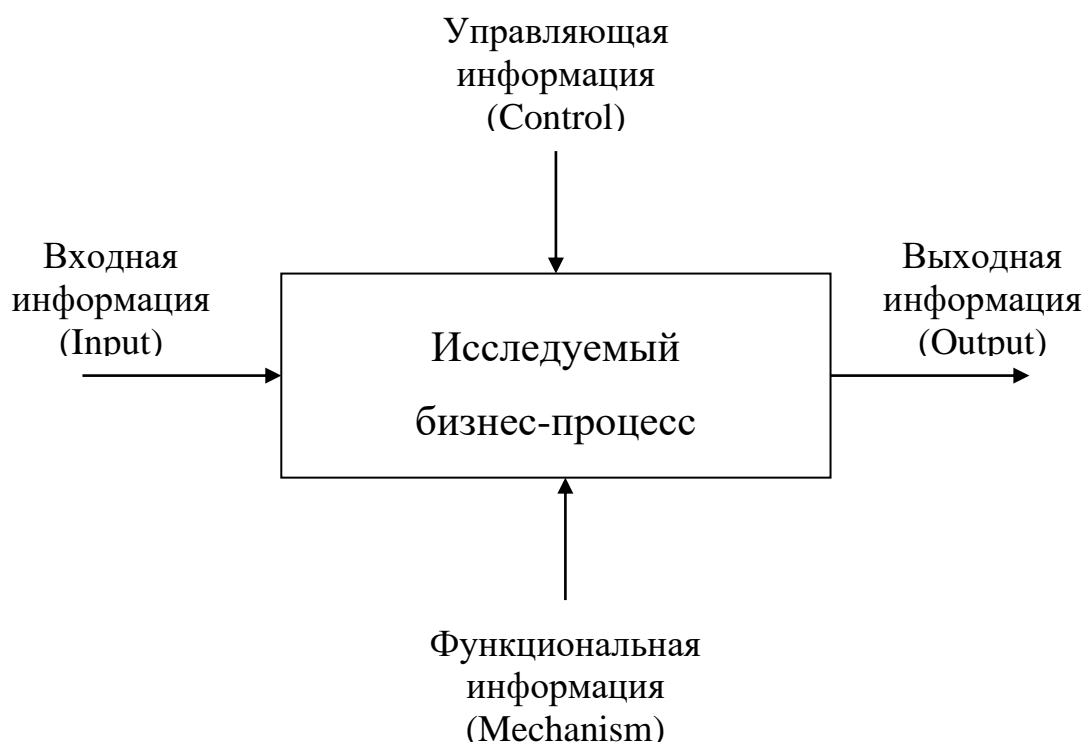 Управляющая
информация
(Control)
Входная
информация
(Input)
Выходная
информация
(Output)
Исследуемый
бизнес-процесс
Функциональная
информация
(Mechanism)